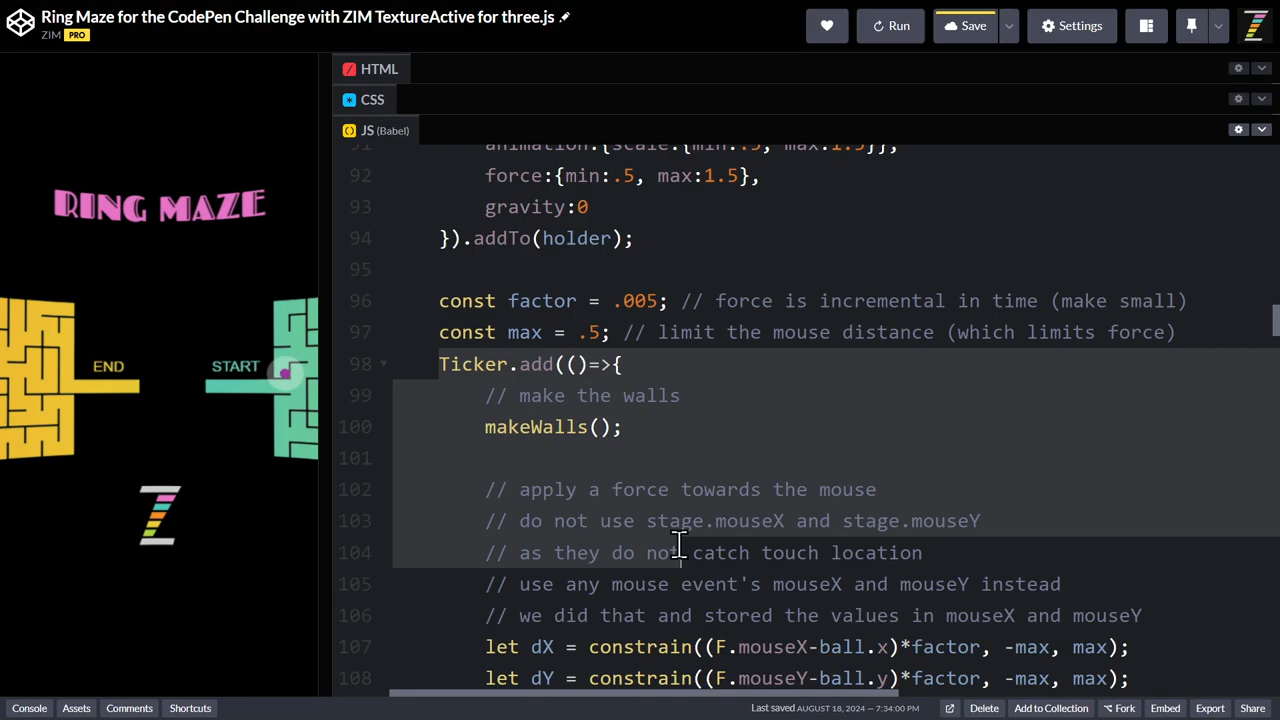 Ring Maze for the CodePen Challenge with ZIM TextureActive for three.js
ZIM PRO
Run
Save
Settings
RING MAZE
END
START
HTML
CSS
JS (Babel)
91 animation:{scale:{min:.5, max:1.5}},
92 force:{min:.5, max:1.5},
93 gravity:0
94 }).addTo(holder);
95
96 const factor = .005; // force is incremental in time (make small)
97 const max = .5; // limit the mouse distance (which limits force)
98 Ticker.add(()=>{
99 // make the walls
100 makeWalls();
101
102 // apply a force towards the mouse
103 // do not use stage.mouseX and stage.mouseY
104 // as they do not catch touch location
105 // use any mouse event's mouseX and mouseY instead
106 // we did that and stored the values in mouseX and mouseY
107 let dX = constrain((F.mouseX-ball.x)*factor, -max, max);
108 let dY = constrain((F.mouseY-ball.y)*factor, -max, max);
Console Assets Comments Shortcuts Last saved AUGUST 18, 2024 — 7:34:00 PM Delete Add to Collection Fork Embed Export Share